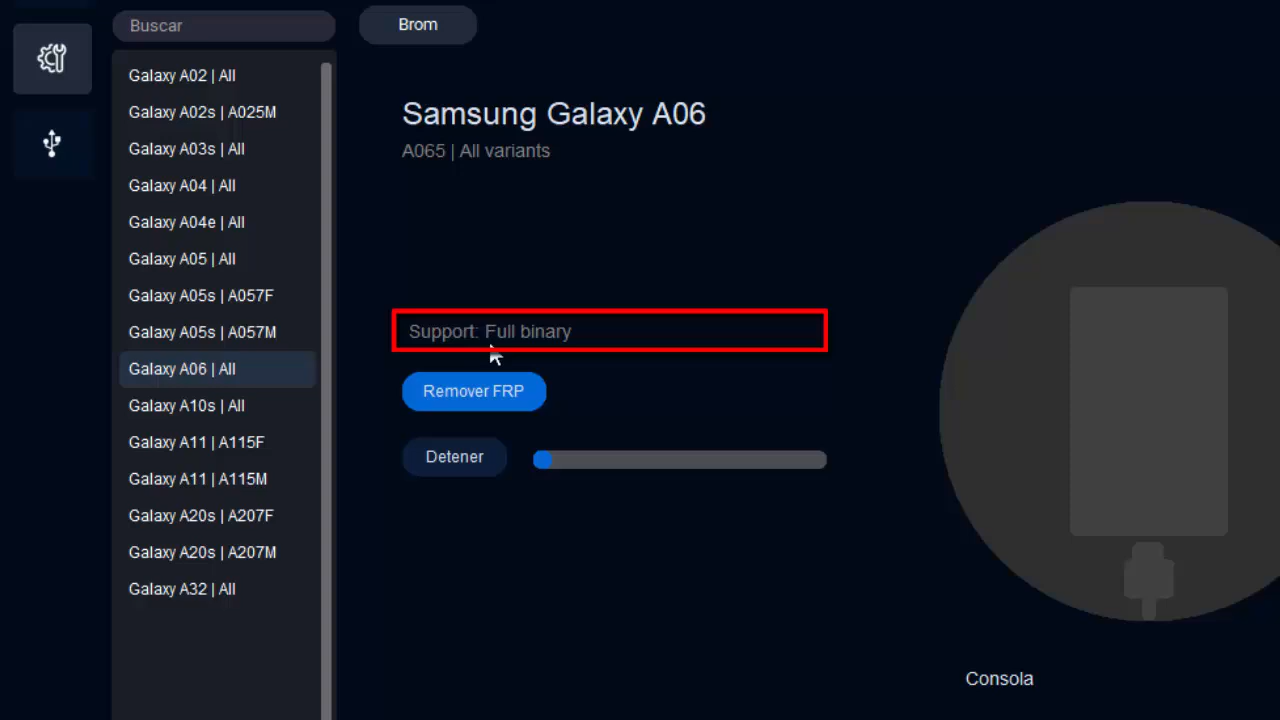 Buscar
Galaxy A02 | All
Galaxy A02s | A025M
Galaxy A03s | All
Galaxy A04 | All
Galaxy A04e | All
Galaxy A05 | All
Galaxy A05s | A057F
Galaxy A05s | A057M
Galaxy A06 | All
Galaxy A10s | All
Galaxy A11 | A115F
Galaxy A11 | A115M
Galaxy A20s | A207F
Galaxy A20s | A207M
Galaxy A32 | All
Brom
Samsung Galaxy A06
A065 | All variants
Support: Full binary
Remover FRP
Detener
Consola